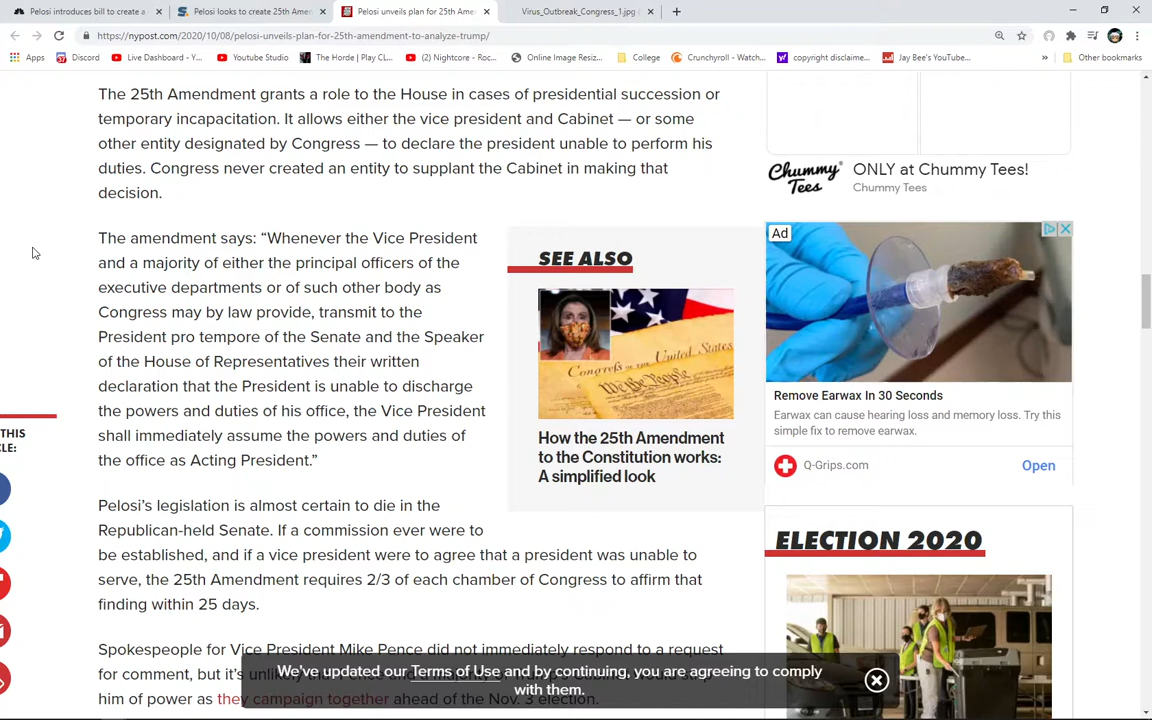 Pelosi introduces bill to create a
Pelosi looks to create 25th Ame
Pelosi unveils plan for 25th Ame
Virus_Outbreak_Congress_1.jpg (
https://nypost.com/2020/10/08/pelosi-unveils-plan-for-25th-amendment-to-analyze-trump/
Apps
Discord
Live Dashboard - Y...
YouTube Studio
The Horde | Play CL...
(2) (Nightcore - Roc...
Online Image Resiz...
College
Crunchyroll - Watch...
copyright disclaime...
Jay Bee's YouTube...
»
Other bookmarks
The 25th Amendment grants a role to the House in cases of presidential succession or
temporary incapacitation. It allows either the vice president and Cabinet — or some
other entity designated by Congress — to declare the president unable to perform his
duties. Congress never created an entity to supplant the Cabinet in making that
decision.
The amendment says: “Whenever the Vice President
and a majority of either the principal officers of the
executive departments or of such other body as
Congress may by law provide, transmit to the
President pro tempore of the Senate and the Speaker
of the House of Representatives their written
declaration that the President is unable to discharge
the powers and duties of his office, the Vice President
shall immediately assume the powers and duties of
the office as Acting President.”
SEE ALSO
Congress of the United States
We the People
How the 25th Amendment
to the Constitution works:
A simplified look
Pelosi’s legislation is almost certain to die in the
Republican-held Senate. If a commission ever were to
be established, and if a vice president were to agree that a president was unable to
serve, the 25th Amendment requires 2/3 of each chamber of Congress to affirm that
finding within 25 days.
Spokespeople for Vice President Mike Pence did not immediately respond to a request
for comment, but it’s unlikely
him of power as they campaign together ahead of the Nov. 3 election.
THIS
CLE:
We've updated our Terms of Use and by continuing, you are agreeing to comply
with them.
Chummy
Tees
ONLY at Chummy Tees!
Chummy Tees
Ad
Remove Earwax In 30 Seconds
Earwax can cause hearing loss and memory loss. Try this
simple fix to remove earwax.
Q-Grips.com
Open
ELECTION 2020